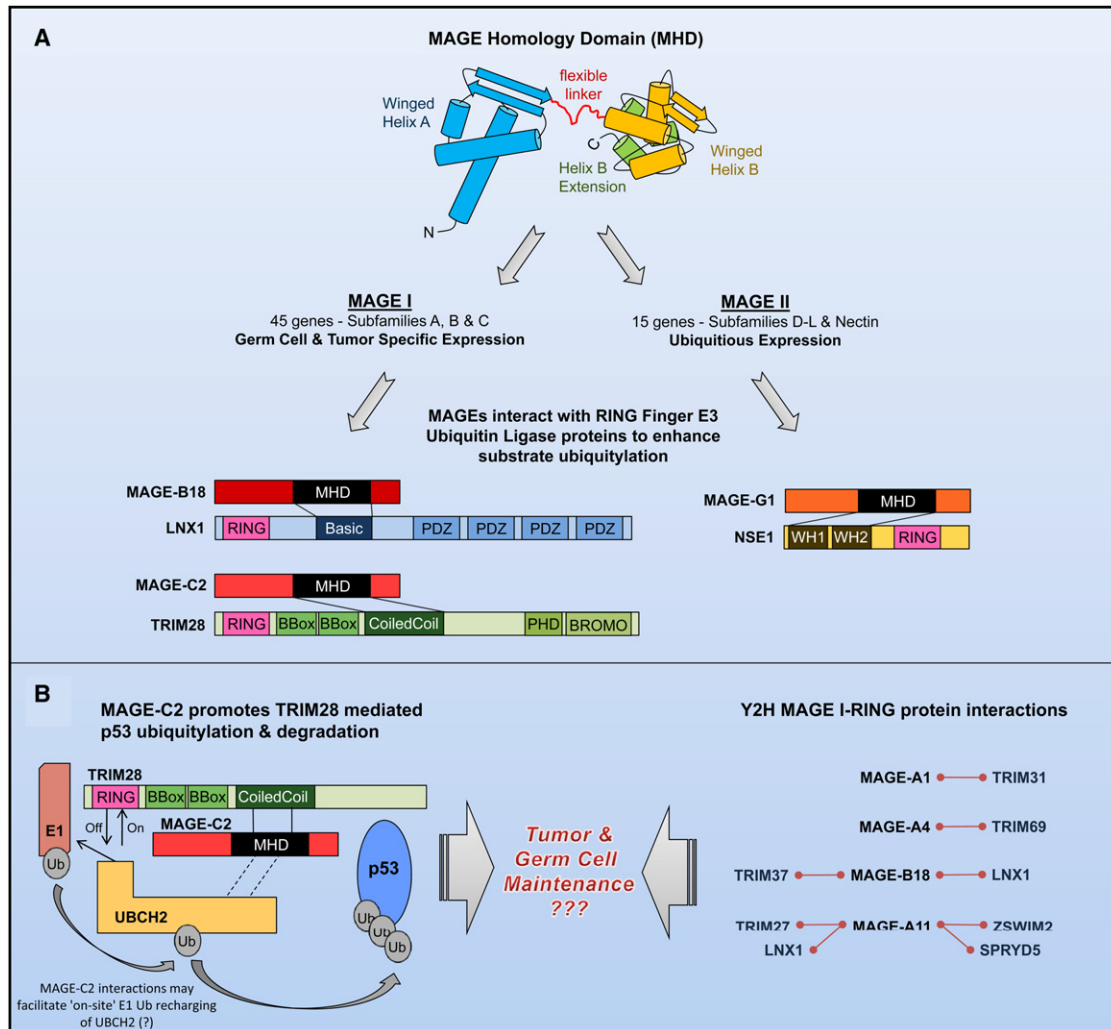 A
MAGE Homology Domain (MHD)
flexible
linker
Winged
Helix A
C
Winged
Helix B
Helix B
Extension
N
MAGE I
45 genes - Subfamilies A, B & C
Germ Cell & Tumor Specific Expression
MAGE II
15 genes - Subfamilies D-L & Nectin
Ubiquitious Expression
MAGEs interact with RING Finger E3
Ubiquitin Ligase proteins to enhance
substrate ubiquitylation
MAGE-B18 MHD
LNX1 RING Basic PDZ PDZ PDZ PDZ
MAGE-C2 MHD
TRIM28 RING BBox BBox CoiledCoil PHD BROMO
MAGE-G1 MHD
NSE1 WH1 WH2 RING
B
MAGE-C2 promotes TRIM28 mediated
p53 ubiquitylation & degradation
TRIM28
RING BBox BBox CoiledCoil
E1
Off On
MAGE-C2
MHD
Ub
UBCH2
Ub
p53
Ub
Ub
Ub
MAGE-C2 interactions may
facilitate 'on-site' E1 Ub recharging
of UBCH2 (?)
Tumor &
Germ Cell
Maintenance
???
Y2H MAGE I-RING protein interactions
MAGE-A1 TRIM31
MAGE-A4 TRIM69
TRIM37 MAGE-B18 LNX1
TRIM27 MAGE-A11 ZSWIM2
LNX1 SPRYD5